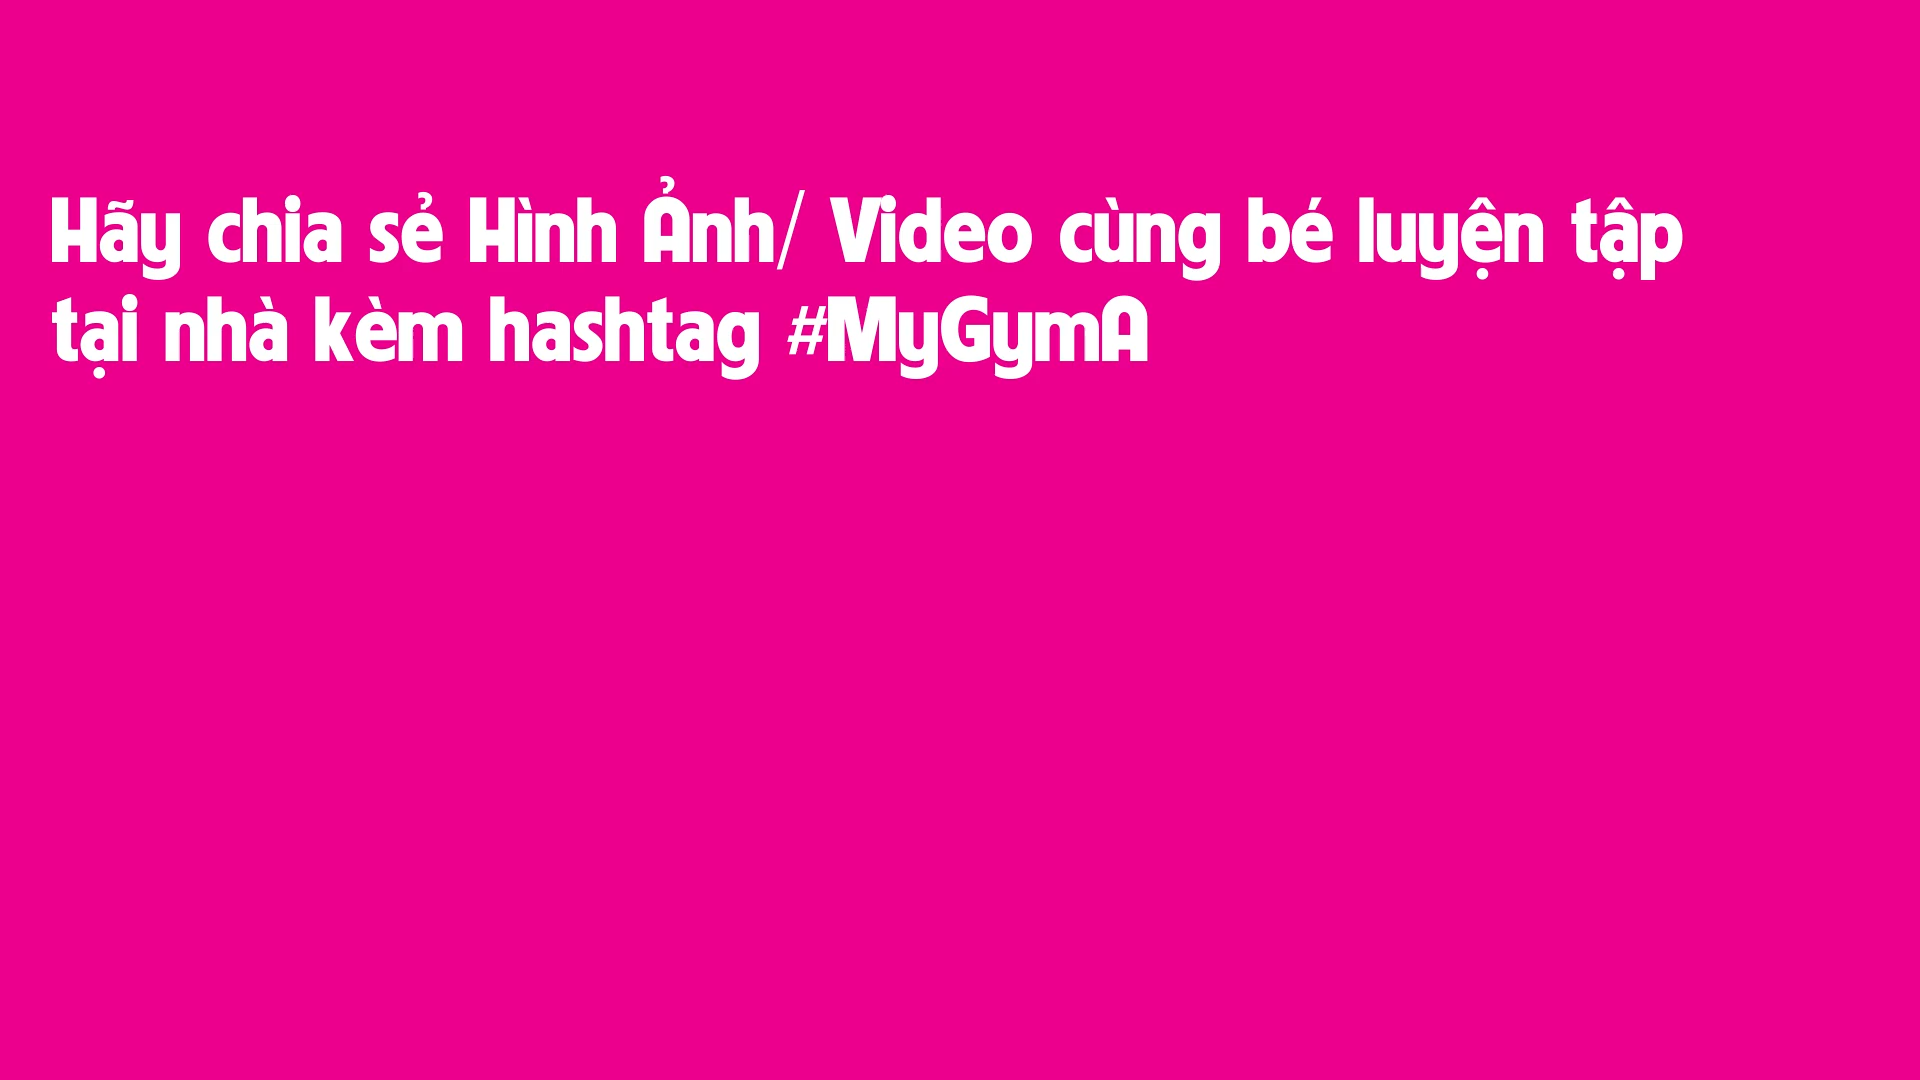 Hãy chia sẻ Hình Ảnh/ Video cùng bé luyện tập
tại nhà kèm hashtag #MyGymA